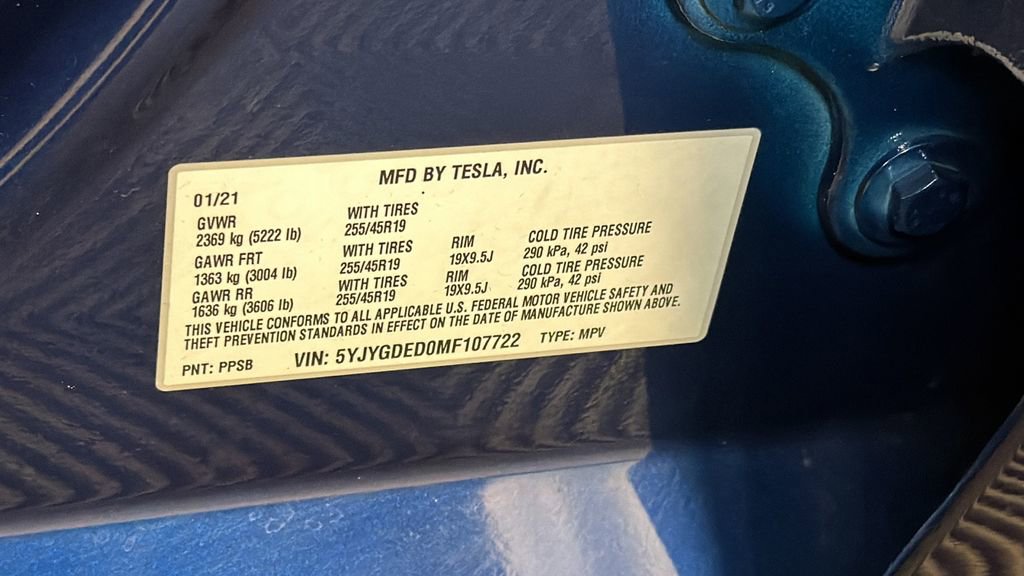 MFD BY TESLA, INC.
01/21
GVWR WITH TIRES
2369 kg (5222 lb) 255/45R19
GAWR FRT WITH TIRES RIM COLD TIRE PRESSURE
1363 kg (3004 lb) 255/45R19 19X9.5J 290 kPa, 42 psi
GAWR RR WITH TIRES RIM COLD TIRE PRESSURE
1636 kg (3606 lb) 255/45R19 19X9.5J 290 kPa, 42 psi
THIS VEHICLE CONFORMS TO ALL APPLICABLE U.S. FEDERAL MOTOR VEHICLE SAFETY AND
THEFT PREVENTION STANDARDS IN EFFECT ON THE DATE OF MANUFACTURE SHOWN ABOVE.
PNT: PPSB VIN: 5YJYGDED0MF107722 TYPE: MPV